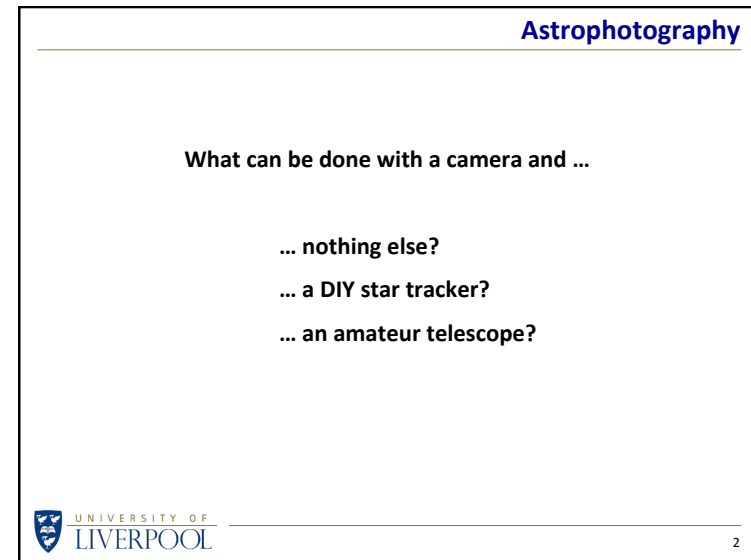 Astrophotography
What can be done with a camera and …
… nothing else?
… a DIY star tracker?
… an amateur telescope?
UNIVERSITY OF
LIVERPOOL
2